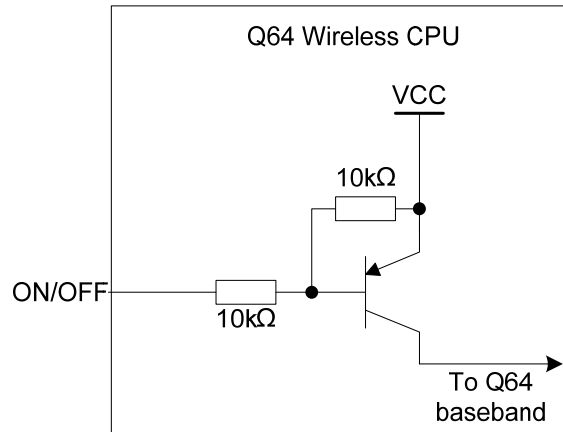 Q64 Wireless CPU
VCC
10kΩ
ON/OFF
10kΩ
To Q64
baseband